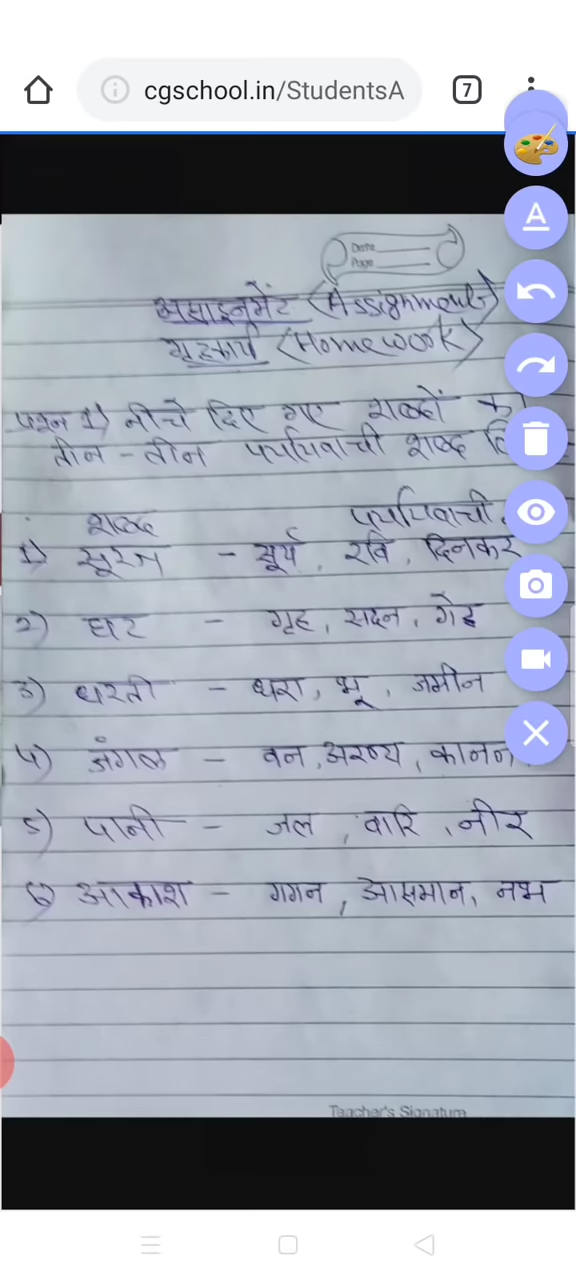 cgschool.in/StudentsA
7
Date
Page
असाइनमेंट (Assignment)
गृहकार्य (Homework)
प्रश्न 1) नीचे दिए गए शब्दों का
तीन - तीन पर्यायवाची शब्द
शब्द पर्यायवाची
1) सूरज - सूर्य, रवि, दिनकर
2) घर - गृह, सदन, गेह
3) धरती - धरा, भू, जमीन
4) जंगल - वन, अरण्य, कानन
5) पानी - जल, वारि, नीर
6) आकाश - गगन, आसमान, नभ
Teacher's Signatum